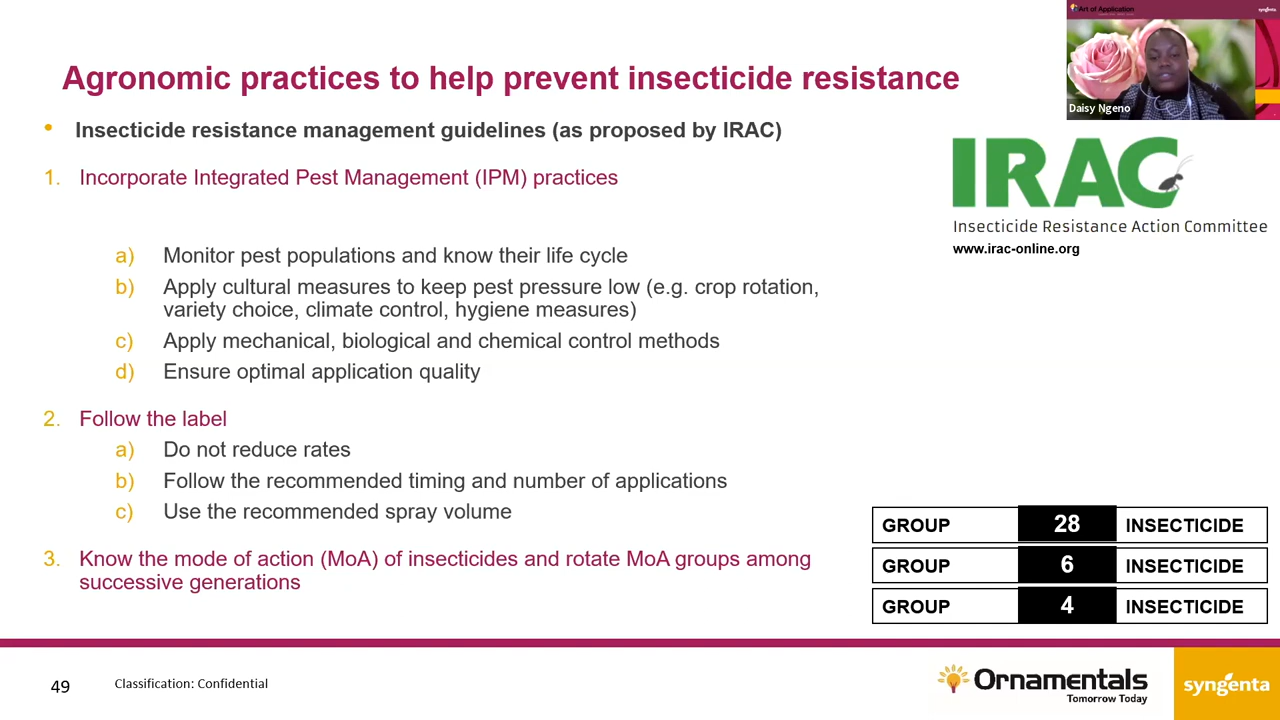 Art of Application
syngenta
Daisy Ngeno
Agronomic practices to help prevent insecticide resistance
• Insecticide resistance management guidelines (as proposed by IRAC)
1. Incorporate Integrated Pest Management (IPM) practices
a) Monitor pest populations and know their life cycle
b) Apply cultural measures to keep pest pressure low (e.g. crop rotation,
variety choice, climate control, hygiene measures)
c) Apply mechanical, biological and chemical control methods
d) Ensure optimal application quality
2. Follow the label
a) Do not reduce rates
b) Follow the recommended timing and number of applications
c) Use the recommended spray volume
3. Know the mode of action (MoA) of insecticides and rotate MoA groups among
successive generations
IRAC
Insecticide Resistance Action Committee
www.irac-online.org
GROUP 28 INSECTICIDE
GROUP 6 INSECTICIDE
GROUP 4 INSECTICIDE
49
Classification: Confidential
Ornamentals
Tomorrow Today
syngenta